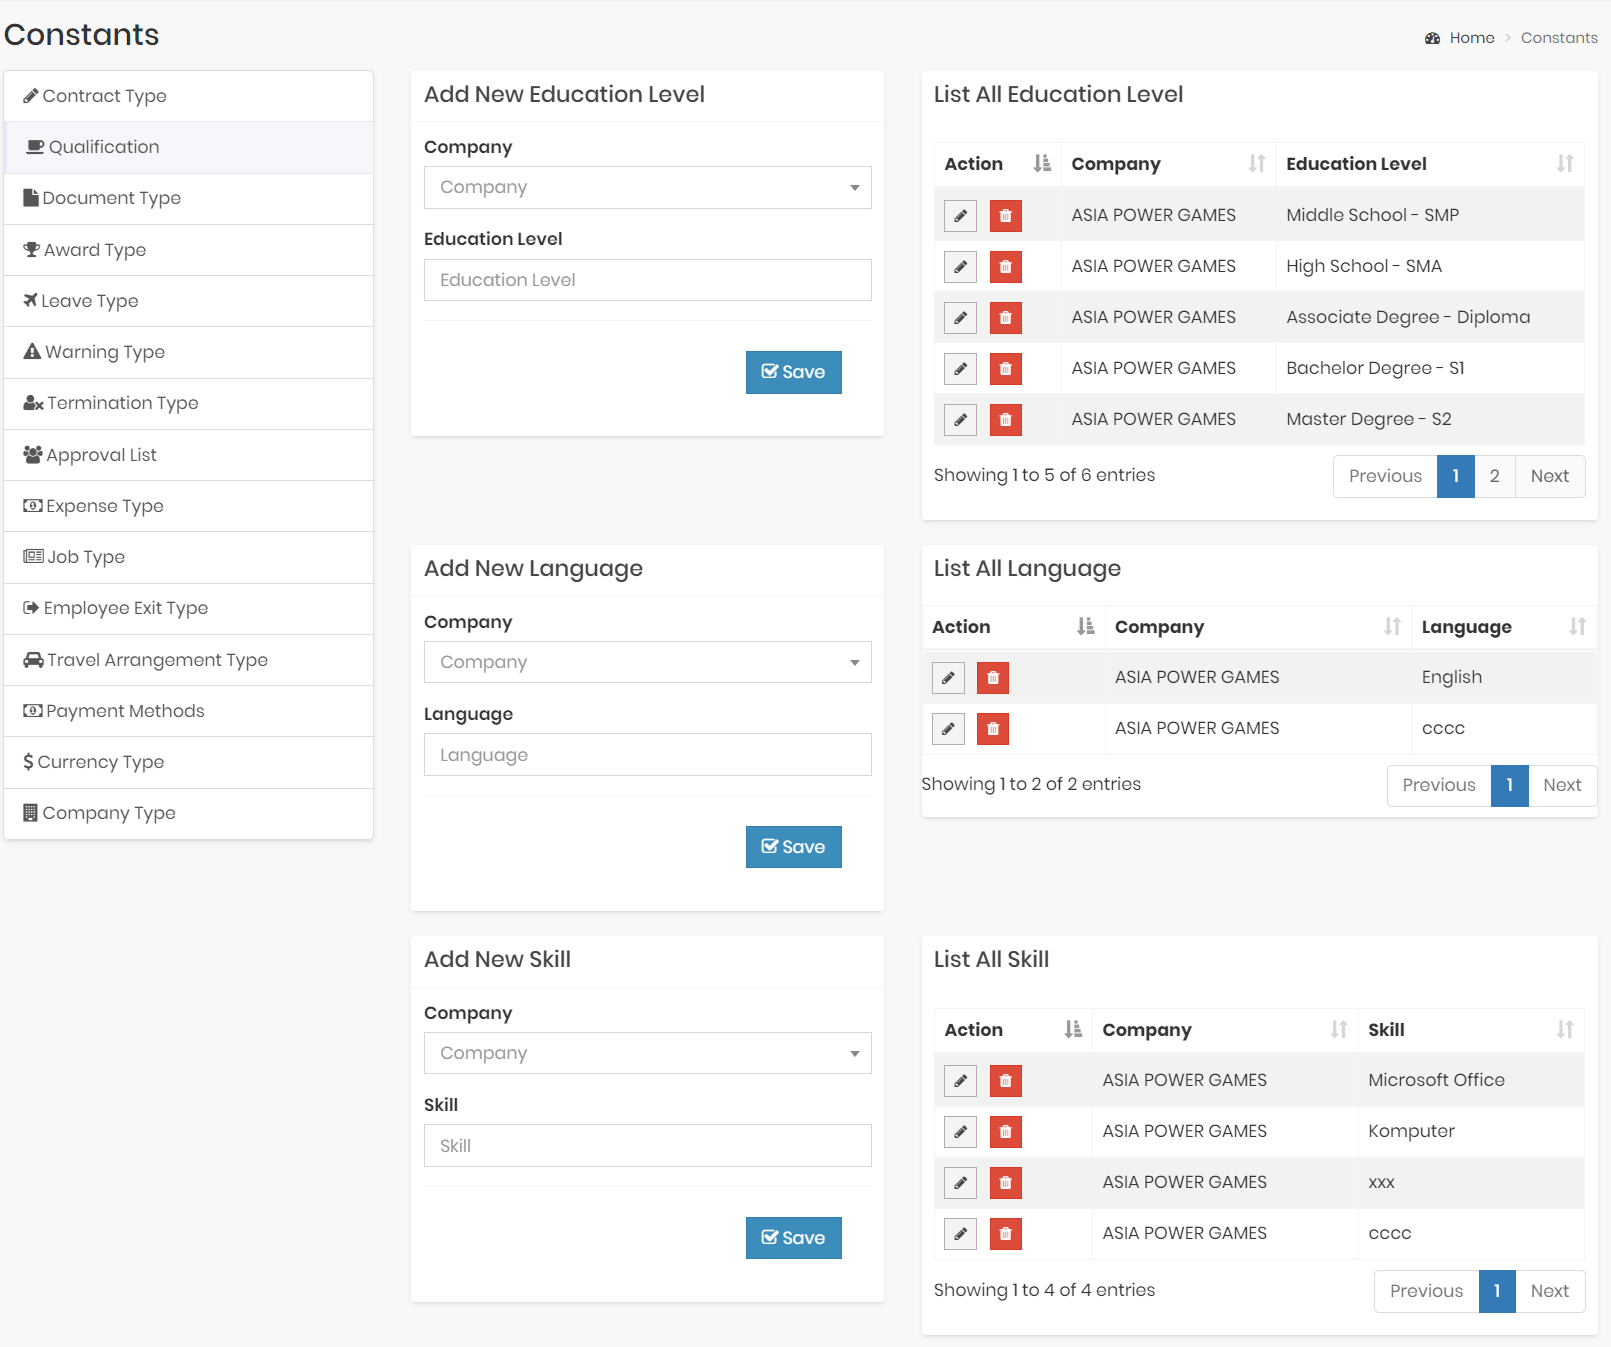 Constants
Home > Constants
Contract Type
Qualification
Document Type
Award Type
Leave Type
Warning Type
Termination Type
Approval List
Expense Type
Job Type
Employee Exit Type
Travel Arrangement Type
Payment Methods
$ Currency Type
Company Type
Add New Education Level
Company
Company
Education Level
Education Level
Save
List All Education Level
Action Company Education Level
ASIA POWER GAMES Middle School - SMP
ASIA POWER GAMES High School - SMA
ASIA POWER GAMES Associate Degree - Diploma
ASIA POWER GAMES Bachelor Degree - S1
ASIA POWER GAMES Master Degree - S2
Showing 1 to 5 of 6 entries Previous 1 2 Next
Add New Language
Company
Company
Language
Language
Save
List All Language
Action Company Language
ASIA POWER GAMES English
ASIA POWER GAMES cccc
Showing 1 to 2 of 2 entries Previous 1 Next
Add New Skill
Company
Company
Skill
Skill
Save
List All Skill
Action Company Skill
ASIA POWER GAMES Microsoft Office
ASIA POWER GAMES Komputer
ASIA POWER GAMES xxx
ASIA POWER GAMES cccc
Showing 1 to 4 of 4 entries Previous 1 Next